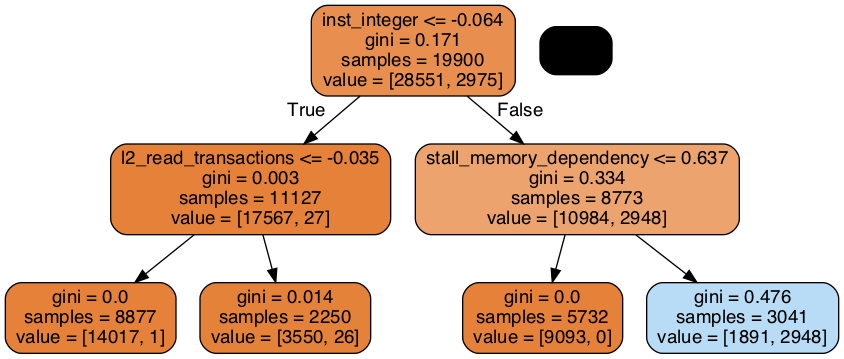 inst_integer <= -0.064
gini = 0.171
samples = 19900
value = [28551, 2975]
True
False
l2_read_transactions <= -0.035
gini = 0.003
samples = 11127
value = [17567, 27]
stall_memory_dependency <= 0.637
gini = 0.334
samples = 8773
value = [10984, 2948]
gini = 0.0
samples = 8877
value = [14017, 1]
gini = 0.014
samples = 2250
value = [3550, 26]
gini = 0.0
samples = 5732
value = [9093, 0]
gini = 0.476
samples = 3041
value = [1891, 2948]